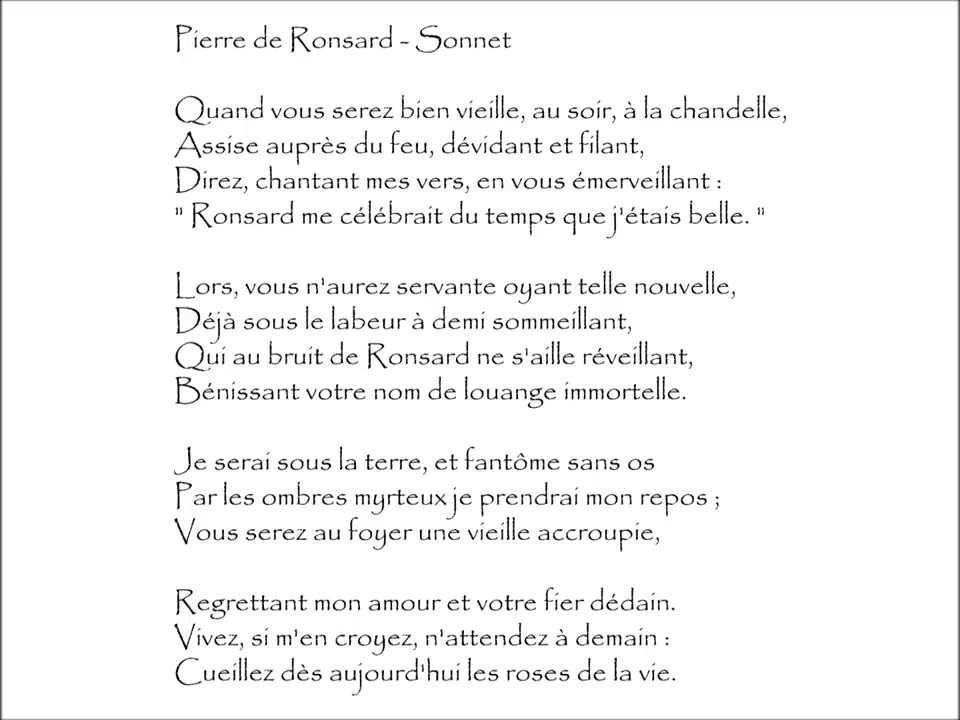 Pierre de Ronsard - Sonnet
Quand vous serez bien vieille, au soir, à la chandelle,
Assise auprès du feu, dévidant et filant,
Direz, chantant mes vers, en vous émerveillant :
" Ronsard me célébrait du temps que j'étais belle. "
Lors, vous n'aurez servante oyant telle nouvelle,
Déjà sous le labeur à demi sommeillant,
Qui au bruit de Ronsard ne s'aille réveillant,
Bénissant votre nom de louange immortelle.
Je serai sous la terre, et fantôme sans os
Par les ombres myrteux je prendrai mon repos ;
Vous serez au foyer une vieille accroupie,
Regrettant mon amour et votre fier dédain.
Vivez, si m'en croyez, n'attendez à demain :
Cueillez dès aujourd'hui les roses de la vie.